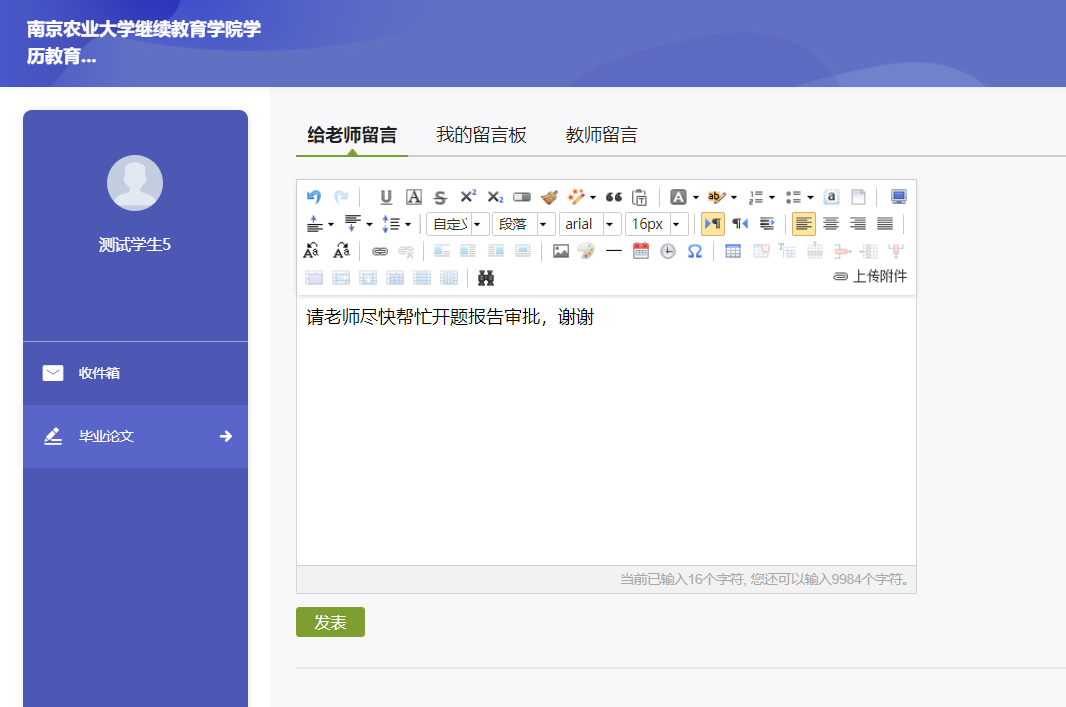 南京农业大学继续教育学院学
历教育...
测试学生5
收件箱
毕业论文
给老师留言 我的留言板 教师留言
自定义 段落 arial 16px
上传附件
请老师尽快帮忙开题报告审批，谢谢
当前已输入16个字符, 您还可以输入9984个字符。
发表